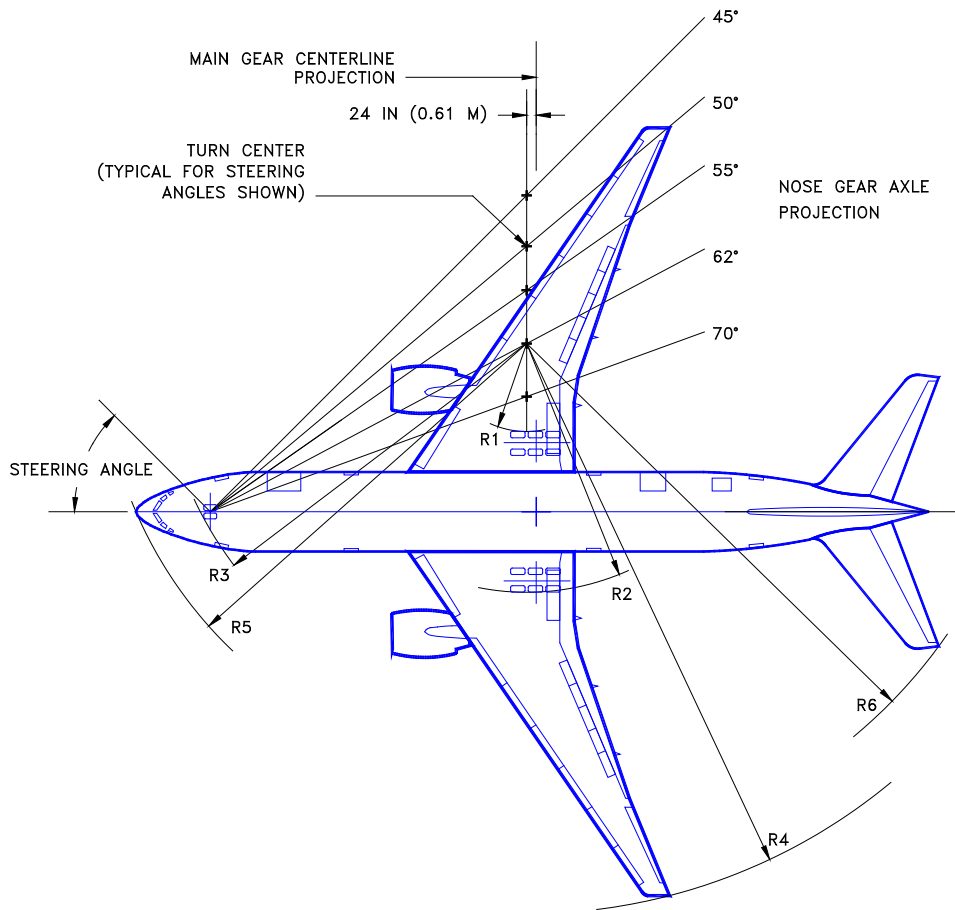 45°
MAIN GEAR CENTERLINE
PROJECTION
50°
24 IN (0.61 M)
TURN CENTER
(TYPICAL FOR STEERING
ANGLES SHOWN)
55°
NOSE GEAR AXLE
PROJECTION
62°
70°
R1
STEERING ANGLE
R3
R2
R5
R6
R4